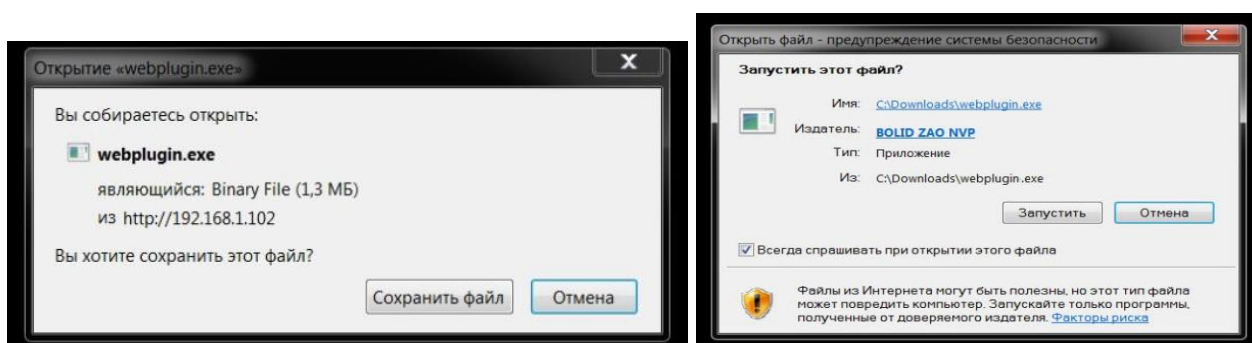 Открытие «webplugin.exe»
Вы собираетесь открыть:
webplugin.exe
являющийся: Binary File (1,3 МБ)
из http://192.168.1.102
Вы хотите сохранить этот файл?
Сохранить файл
Отмена
Открыть файл - предупреждение системы безопасности
Запустить этот файл?
Имя: C:\Downloads\webplugin.exe
Издатель: BOLID ZAO NVP
Тип: Приложение
Из: C:\Downloads\webplugin.exe
Запустить
Отмена
Всегда спрашивать при открытии этого файла
Файлы из Интернета могут быть полезны, но этот тип файла
может повредить компьютер. Запускайте только программы,
полученные от доверяемого издателя. Факторы риска